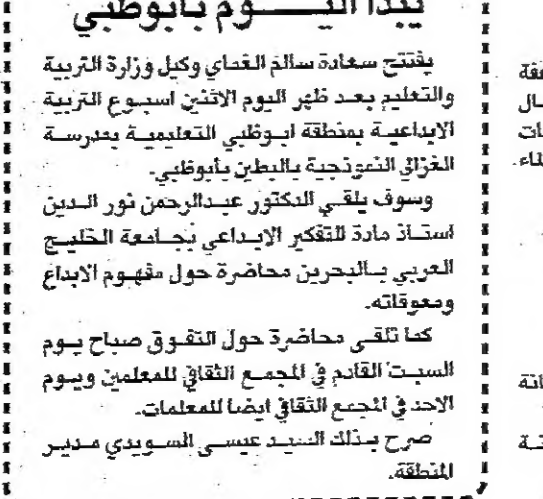 يبدأ اليـــــوم بأبوظبي
يفتتح سعادة سالم الغماي وكيل وزارة التربية
والتعليم بعد ظهر اليوم الاثنين اسبوع التربية
الابداعية بمنطقة ابوظبي التعليمية بمدرسة
الغزالي النموذجية بالبطين بأبوظبي.
وسوف يلقي الدكتور عبدالرحمن نور الدين
استاذ مادة للتفكير الابداعي بجامعة الخليج
العربي بالبحرين محاضرة حول مفهوم الابداع
ومعوقاته.
كما تلقى محاضرة حول التفوق صباح يوم
السبت القادم في المجمع الثقافي للمعلمين ويوم
الاحد في المجمع الثقافي ايضا للمعلمات.
صرح بذلك السيد عيسى السويدي مدير
المنطقة.